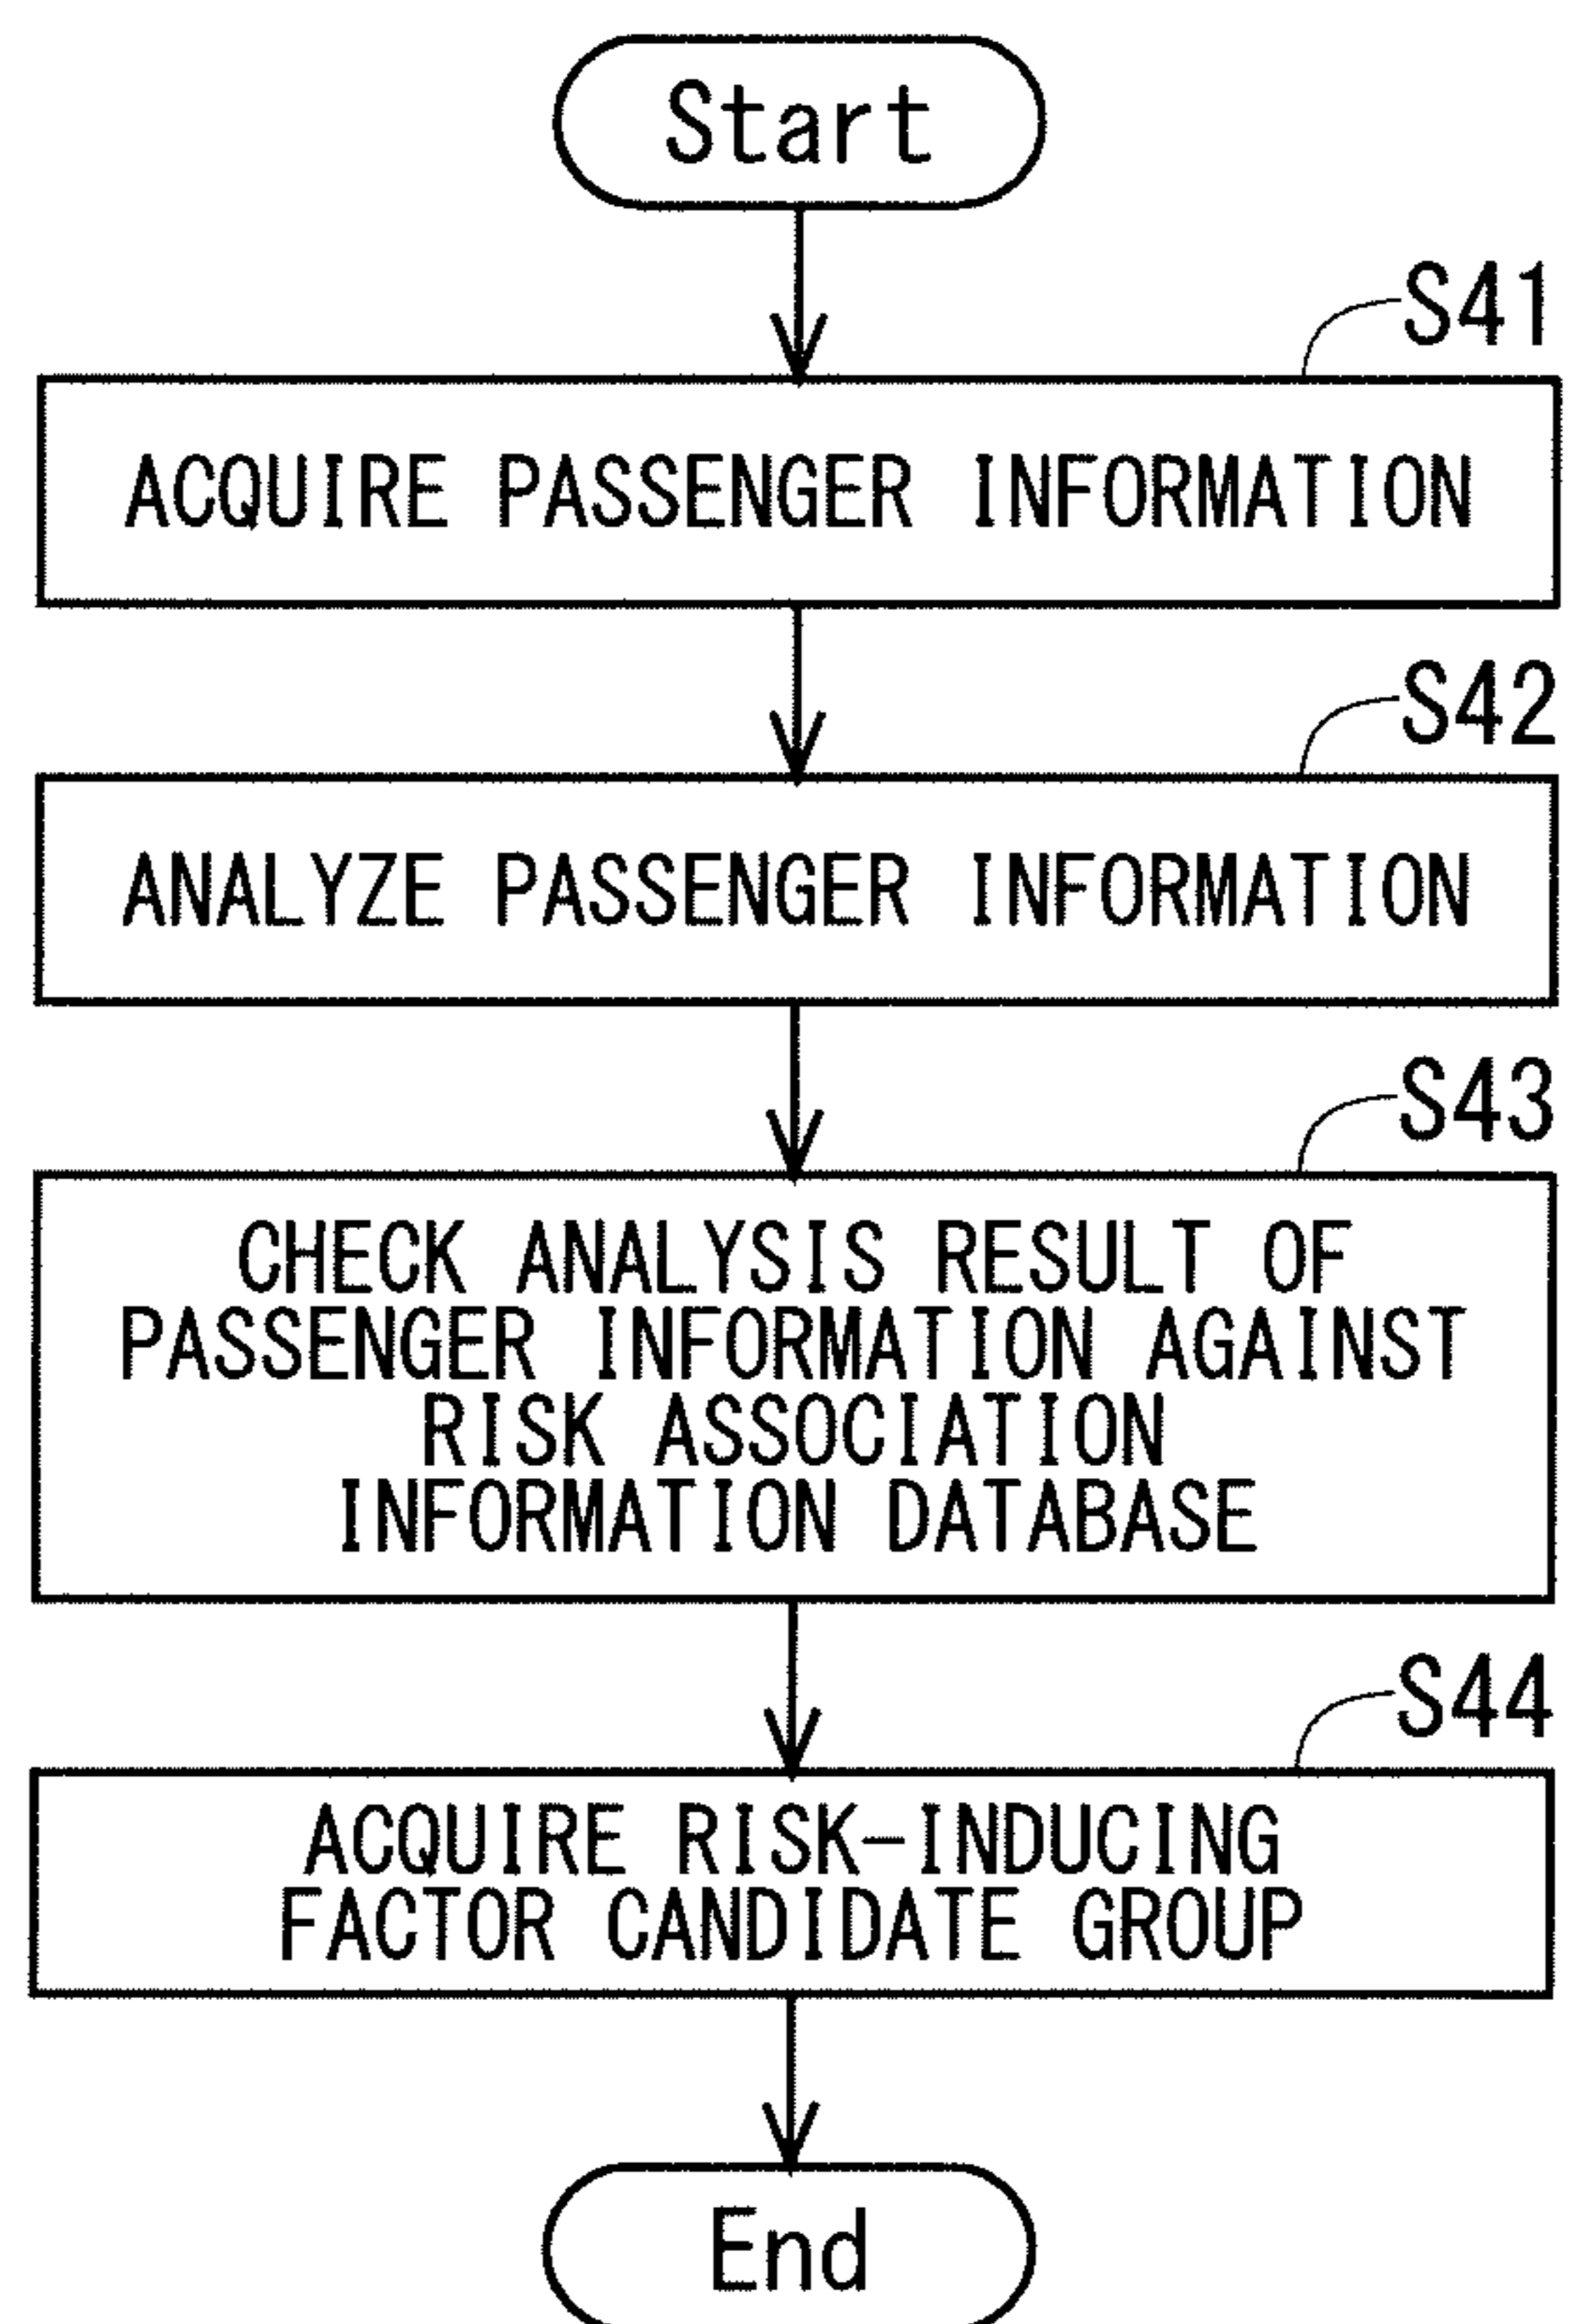 Start
S41
ACQUIRE PASSENGER INFORMATION
S42
ANALYZE PASSENGER INFORMATION
S43
CHECK ANALYSIS RESULT OF
PASSENGER INFORMATION AGAINST
RISK ASSOCIATION
INFORMATION DATABASE
S44
ACQUIRE RISK-INDUCING
FACTOR CANDIDATE GROUP
End